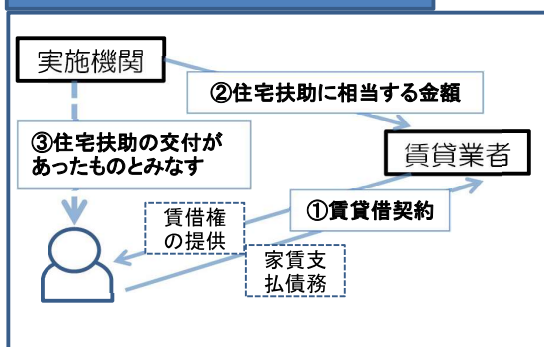 実施機関
②住宅扶助に相当する金額
③住宅扶助の交付が
あったものとみなす
賃貸業者
①賃貸借契約
賃借権
の提供
家賃支
払債務